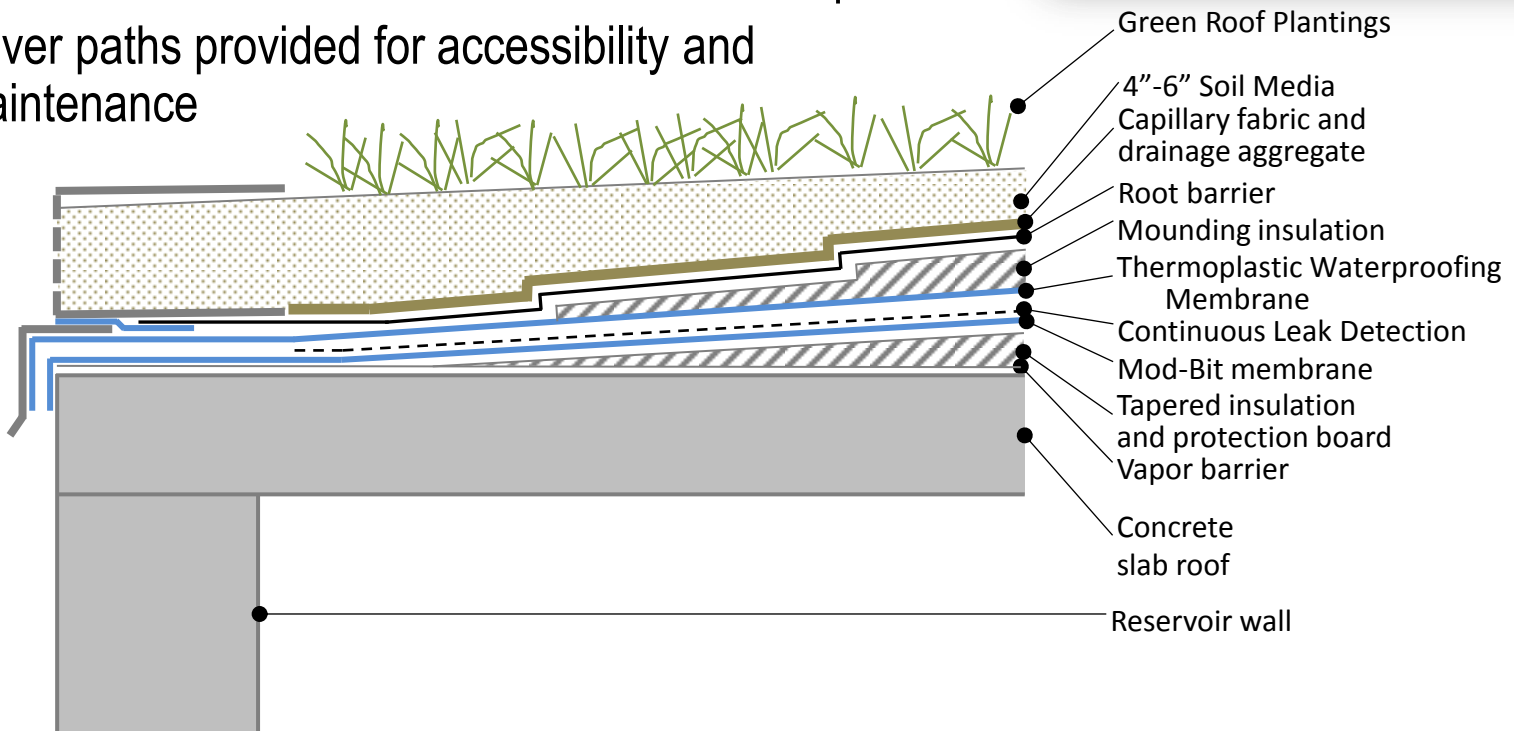 ver paths provided for accessibility and
aintenance
Green Roof Plantings
4”-6” Soil Media
Capillary fabric and
drainage aggregate
Root barrier
Mounding insulation
Thermoplastic Waterproofing
Membrane
Continuous Leak Detection
Mod-Bit membrane
Tapered insulation
and protection board
Vapor barrier
Concrete
slab roof
Reservoir wall